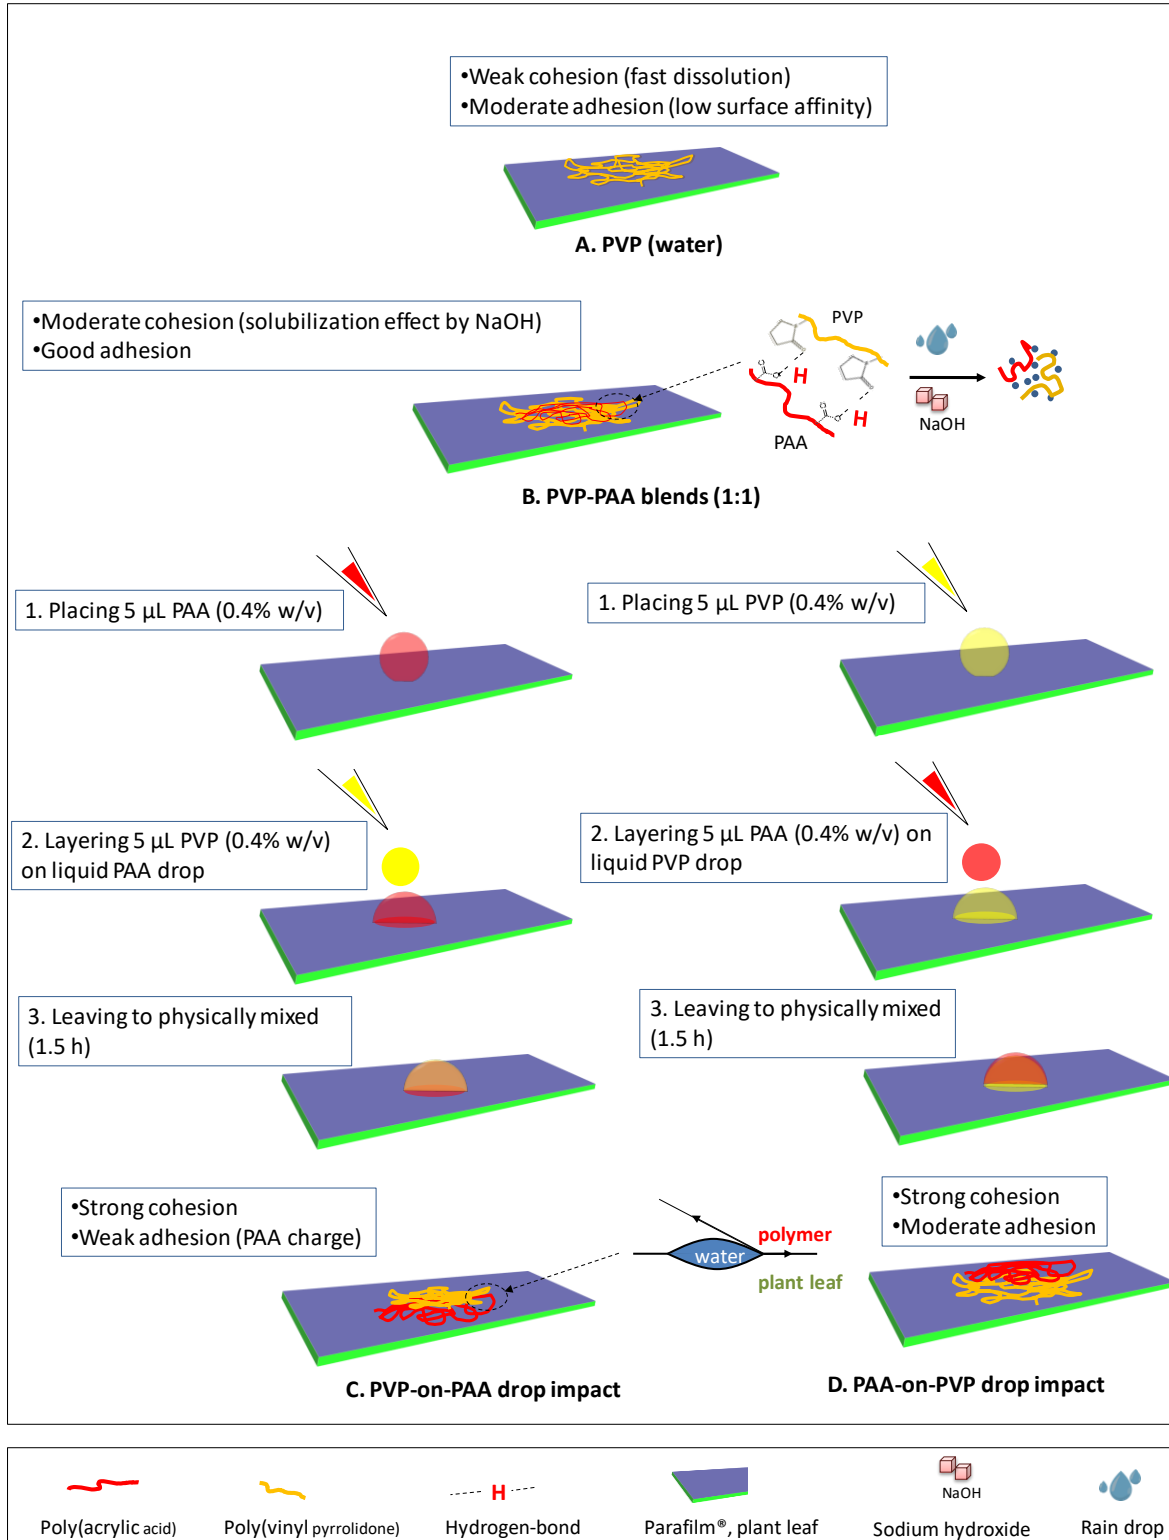 •Weak cohesion (fast dissolution)
•Moderate adhesion (low surface affinity)
A. PVP (water)
•Moderate cohesion (solubilization effect by NaOH)
•Good adhesion
PVP
H
H
PAA
NaOH
B. PVP-PAA blends (1:1)
1. Placing 5 µL PAA (0.4% w/v)
1. Placing 5 µL PVP (0.4% w/v)
2. Layering 5 µL PVP (0.4% w/v)
on liquid PAA drop
2. Layering 5 µL PAA (0.4% w/v) on
liquid PVP drop
3. Leaving to physically mixed
(1.5 h)
3. Leaving to physically mixed
(1.5 h)
•Strong cohesion
•Weak adhesion (PAA charge)
water
polymer
plant leaf
•Strong cohesion
•Moderate adhesion
C. PVP-on-PAA drop impact
D. PAA-on-PVP drop impact
H
NaOH
Poly(acrylic acid)
Poly(vinyl pyrrolidone)
Hydrogen-bond
Parafilm®, plant leaf
Sodium hydroxide
Rain drop